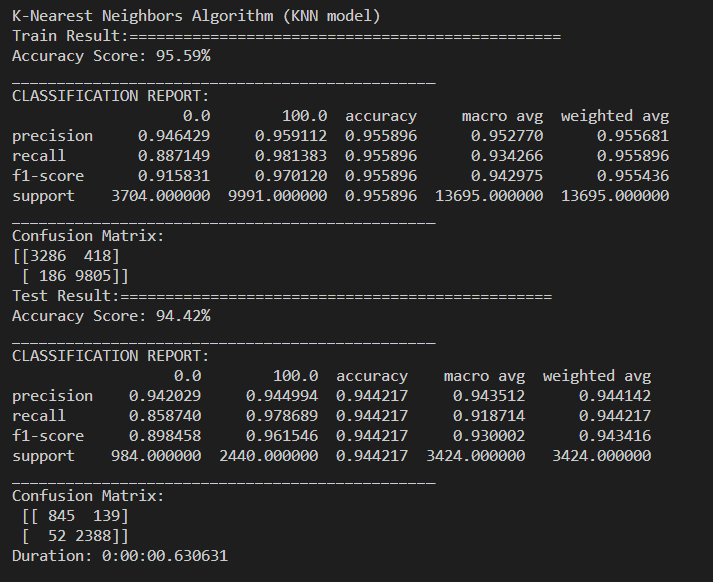 K-Nearest Neighbors Algorithm (KNN model)
Train Result:================================================
Accuracy Score: 95.59%
_______________________________________________
CLASSIFICATION REPORT:
                   0.0        100.0  accuracy     macro avg  weighted avg
precision     0.946429     0.959112  0.955896      0.952770      0.955681
recall        0.887149     0.981383  0.955896      0.934266      0.955896
f1-score      0.915831     0.970120  0.955896      0.942975      0.955436
support    3704.000000  9991.000000  0.955896  13695.000000  13695.000000
_______________________________________________
Confusion Matrix:
[[3286  418]
 [ 186 9805]]
Test Result:================================================
Accuracy Score: 94.42%
_______________________________________________
CLASSIFICATION REPORT:
                  0.0        100.0  accuracy    macro avg  weighted avg
precision    0.942029     0.944994  0.944217     0.943512      0.944142
recall       0.858740     0.978689  0.944217     0.918714      0.944217
f1-score     0.898458     0.961546  0.944217     0.930002      0.943416
support    984.000000  2440.000000  0.944217  3424.000000   3424.000000
_______________________________________________
Confusion Matrix:
 [[ 845  139]
 [  52 2388]]
Duration: 0:00:00.630631